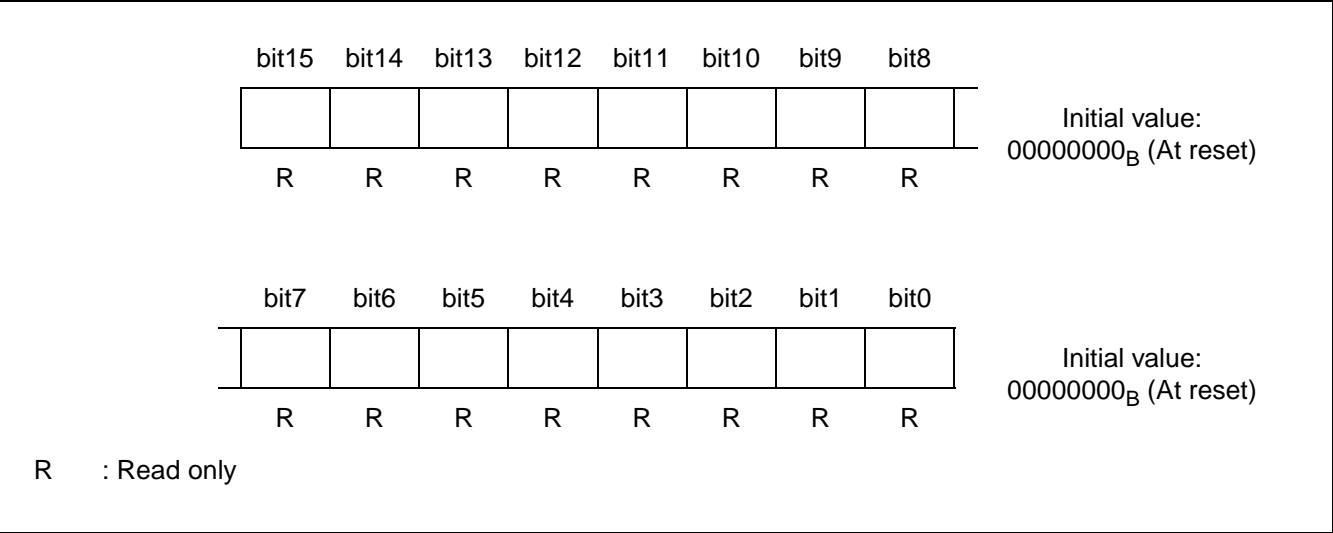 bit15 bit14 bit13 bit12 bit11 bit10 bit9 bit8
Initial value:
00000000B (At reset)
R R R R R R R R
bit7 bit6 bit5 bit4 bit3 bit2 bit1 bit0
Initial value:
00000000B (At reset)
R R R R R R R R
R : Read only